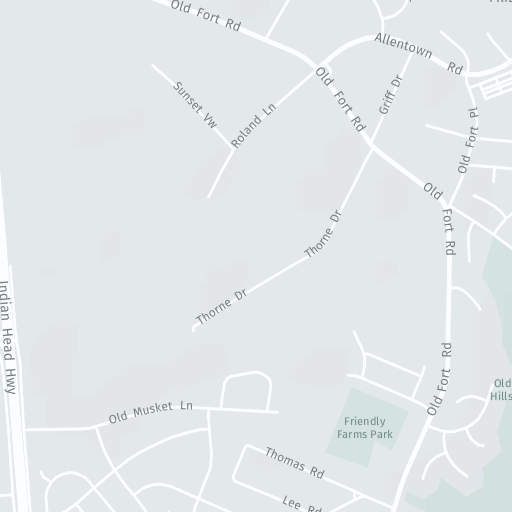 Old Fort Rd
Allentown Rd
Sunset Vw
Roland Ln
Old Fort Rd
Griff Dr
Old Fort Pl
Old Fort Rd
Thorne Dr
Thorne Dr
Indian Head Hwy
Old Fort Rd
Old
Hills
Old Musket Ln
Friendly
Farms Park
Thomas Rd
Lee Rd